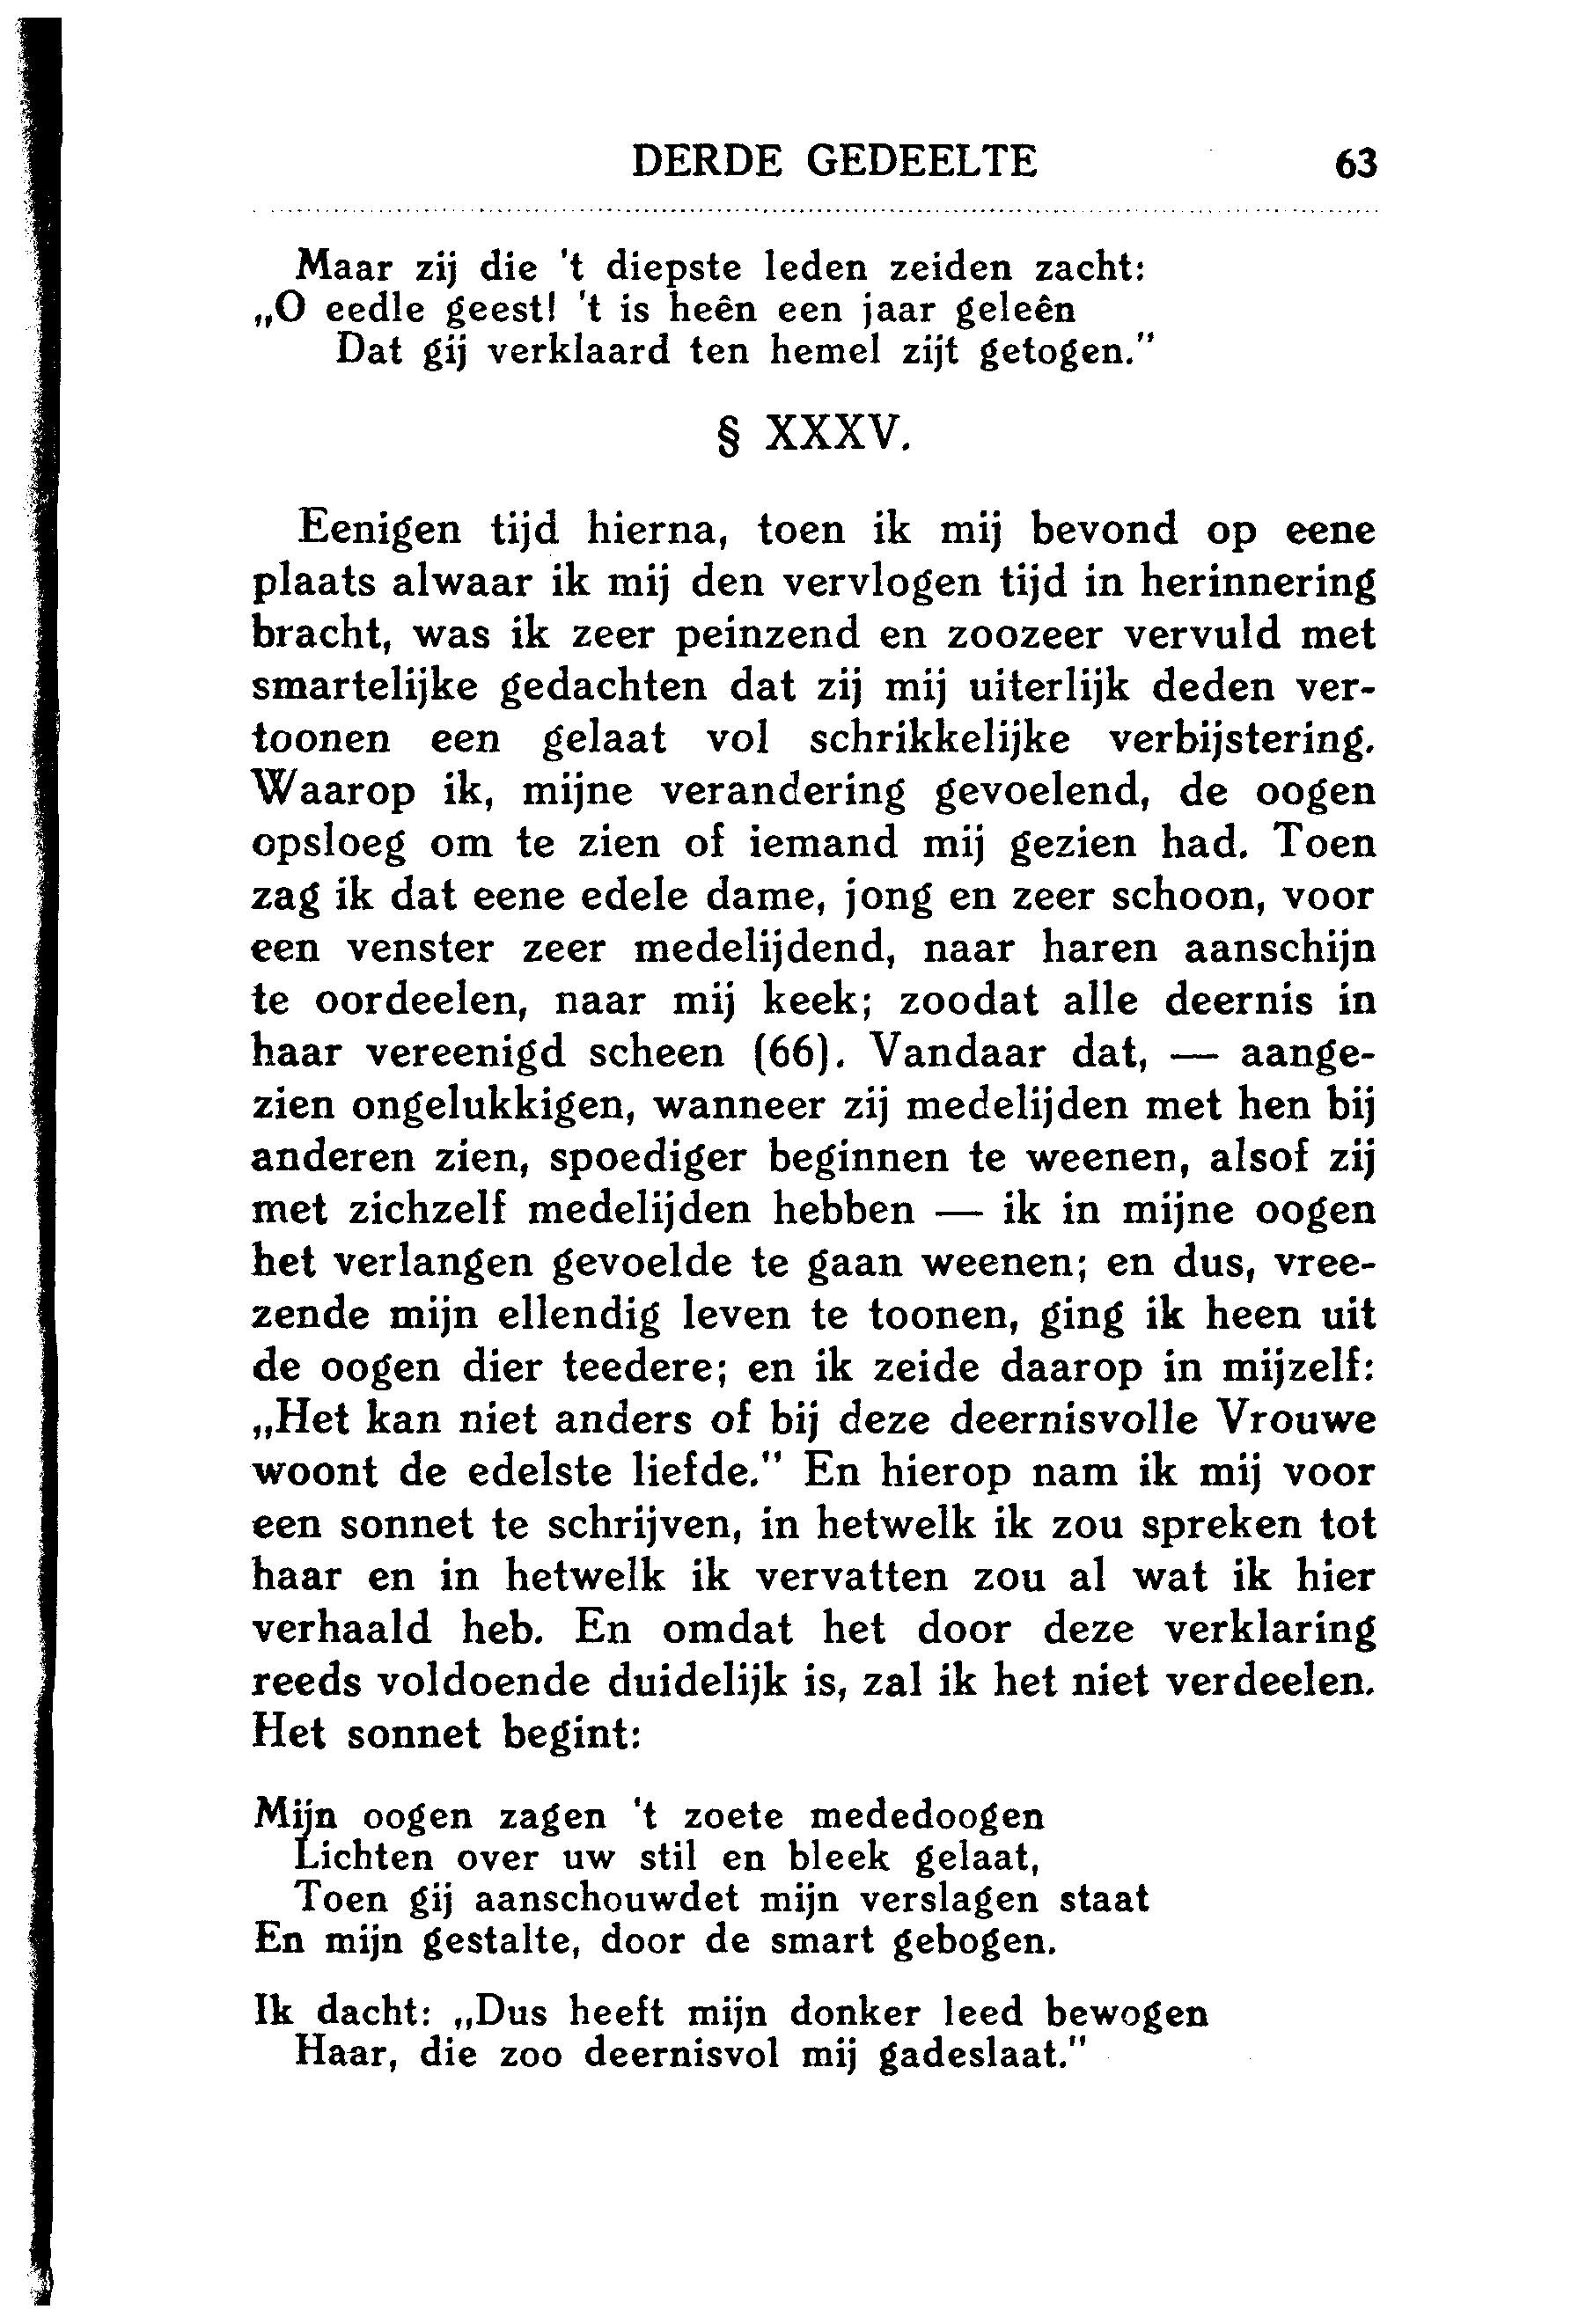 DERDE GEDEELTE 63
Maar zij die 't diepste leden zeiden zacht:
„O eedle geest! 't is heên een jaar geleên
Dat gij verklaard ten hemel zijt getogen."
§ XXXV.
Eenigen tijd hierna, toen ik mij bevond op eene
plaats alwaar ik mij den vervlogen tijd in herinnering
bracht, was ik zeer peinzend en zoozeer vervuld met
smartelijke gedachten dat zij mij uiterlijk deden ver-
toonen een gelaat vol schrikkelijke verbijstering.
Waarop ik, mijne verandering gevoelend, de oogen
opsloeg om te zien of iemand mij gezien had. Toen
zag ik dat eene edele dame, jong en zeer schoon, voor
een venster zeer medelijdend, naar haren aanschijn
te oordeelen, naar mij keek; zoodat alle deernis in
haar vereenigd scheen (66). Vandaar dat, — aange-
zien ongelukkigen, wanneer zij medelijden met hen bij
anderen zien, spoediger beginnen te weenen, alsof zij
met zichzelf medelijden hebben — ik in mijne oogen
het verlangen gevoelde te gaan weenen; en dus, vree-
zende mijn ellendig leven te toonen, ging ik heen uit
de oogen dier teedere; en ik zeide daarop in mijzelf:
„Het kan niet anders of bij deze deernisvolle Vrouwe
woont de edelste liefde." En hierop nam ik mij voor
een sonnet te schrijven, in hetwelk ik zou spreken tot
haar en in hetwelk ik vervatten zou al wat ik hier
verhaald heb. En omdat het door deze verklaring
reeds voldoende duidelijk is, zal ik het niet verdeelen.
Het sonnet begint:
Mijn oogen zagen 't zoete mededoogen
Lichten over uw stil en bleek gelaat,
Toen gij aanschouwdet mijn verslagen staat
En mijn gestalte, door de smart gebogen.
Ik dacht: „Dus heeft mijn donker leed bewogen
Haar, die zoo deernisvol mij gadeslaat."